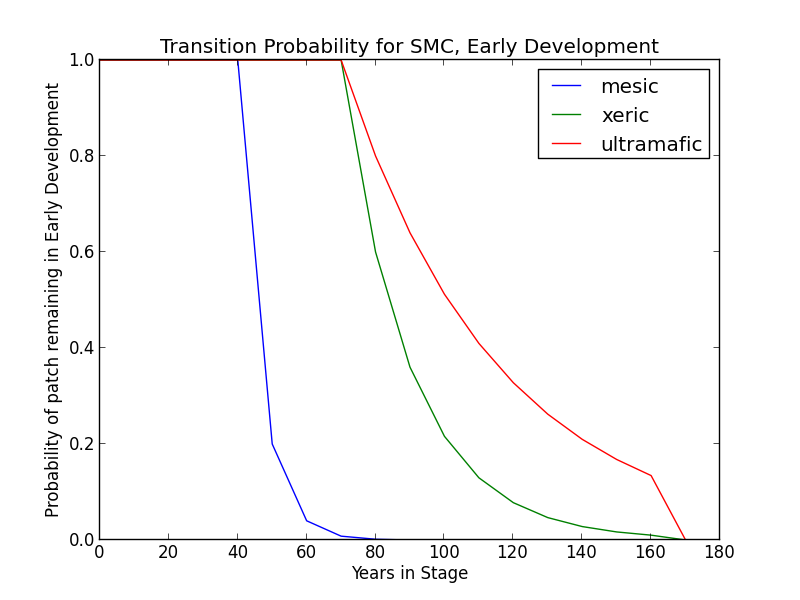 Transition Probability for SMC, Early Development
1.0
0.8
0.6
0.4
0.2
0.0
Probability of patch remaining in Early Development
mesic
xeric
ultramafic
0 20 40 60 80 100 120 140 160 180
Years in Stage